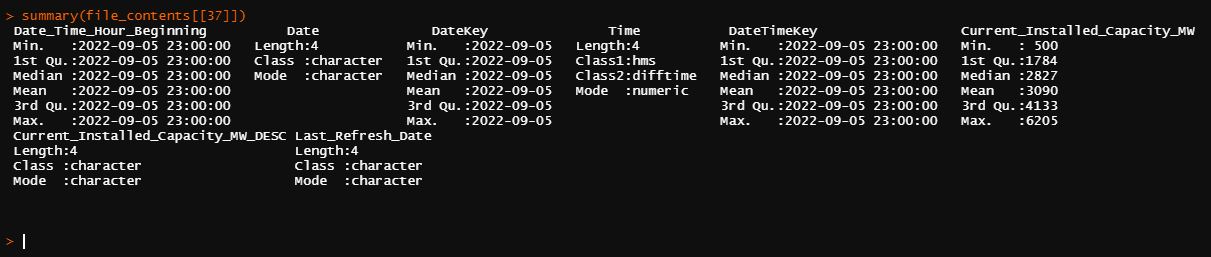 > summary(file_contents[[37]])
 Date_Time_Hour_Beginning          Date              DateKey               Time           DateTimeKey                  Current_Installed_Capacity_MW
 Min.   :2022-09-05 23:00:00   Length:4           Min.   :2022-09-05   Length:4         Min.   :2022-09-05 23:00:00   Min.   : 500
 1st Qu.:2022-09-05 23:00:00   Class :character   1st Qu.:2022-09-05   Class1:hms       1st Qu.:2022-09-05 23:00:00   1st Qu.:1784
 Median :2022-09-05 23:00:00   Mode  :character   Median :2022-09-05   Class2:difftime  Median :2022-09-05 23:00:00   Median :2827
 Mean   :2022-09-05 23:00:00                      Mean   :2022-09-05   Mode  :numeric   Mean   :2022-09-05 23:00:00   Mean   :3090
 3rd Qu.:2022-09-05 23:00:00                      3rd Qu.:2022-09-05                    3rd Qu.:2022-09-05 23:00:00   3rd Qu.:4133
 Max.   :2022-09-05 23:00:00                      Max.   :2022-09-05                    Max.   :2022-09-05 23:00:00   Max.   :6205
 Current_Installed_Capacity_MW_DESC Last_Refresh_Date
 Length:4                           Length:4
 Class :character                   Class :character
 Mode  :character                   Mode  :character
>